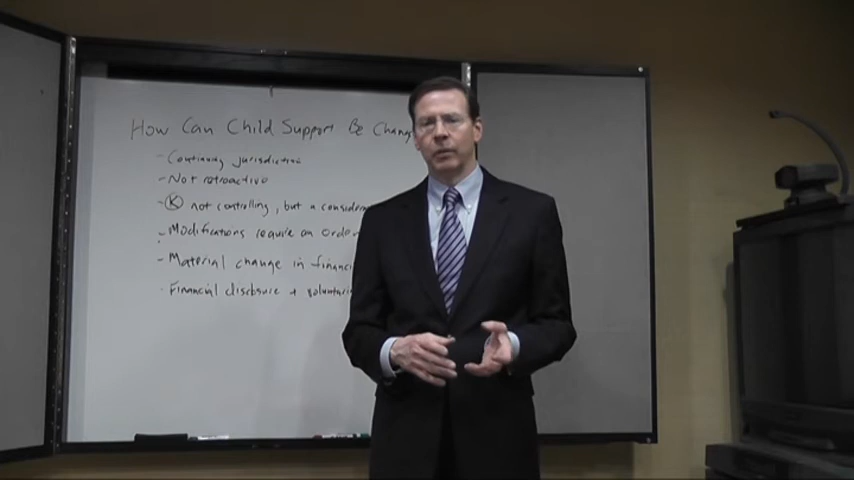 How Can Child Support Be Chang
- Continuing jurisdiction
- Not retroactive
- Ⓚ not controlling, but a consider
- Modifications require an order
- Material change in financi
- Financial disclosure + voluntari